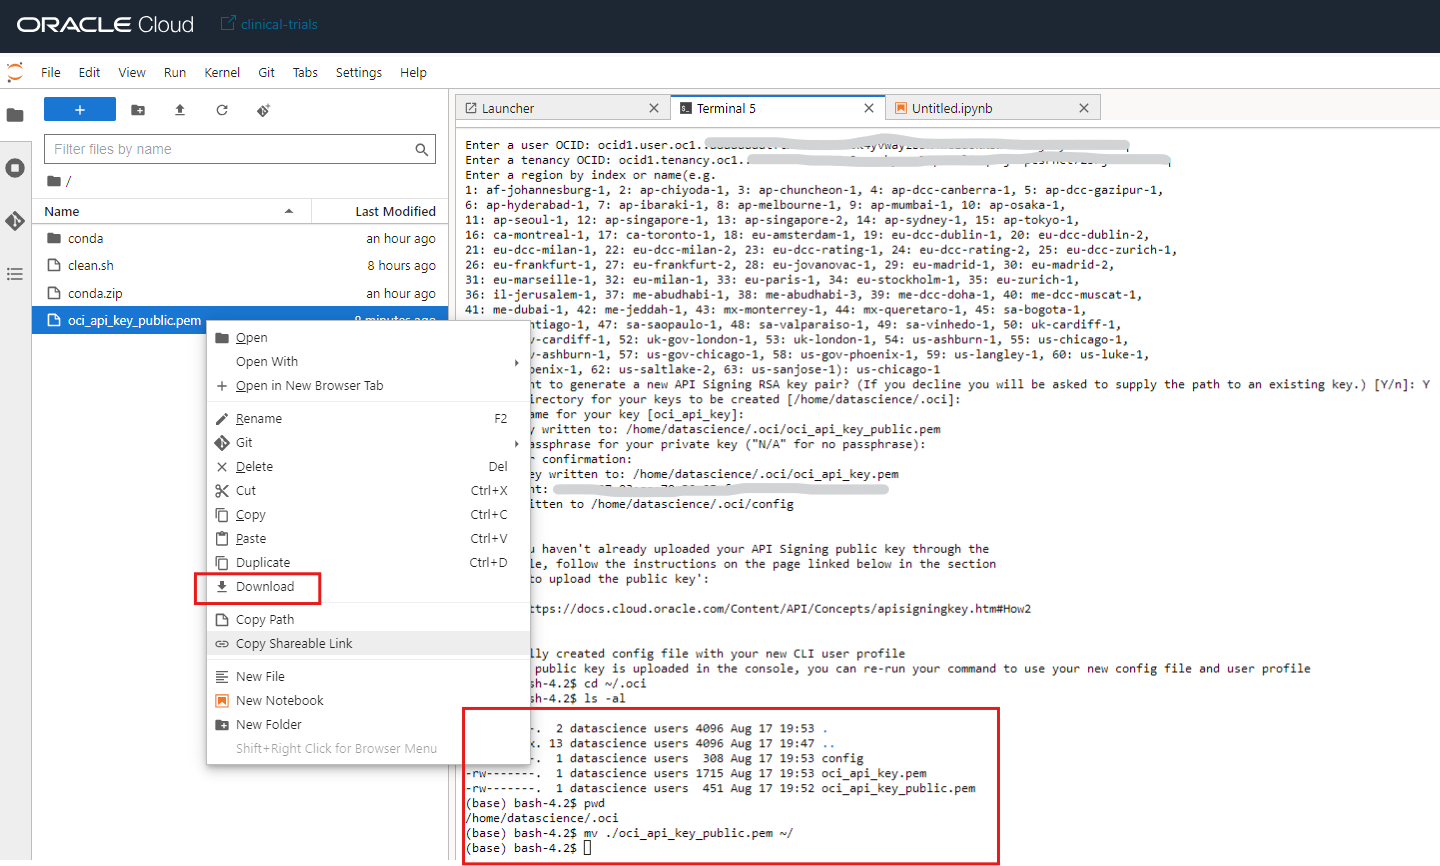 ORACLE Cloud
clinical-trials
File Edit View Run Kernel Git Tabs Settings Help
+
Filter files by name
/
Name Last Modified
conda an hour ago
clean.sh 8 hours ago
conda.zip an hour ago
oci_api_key_public.pem 8 minutes ago
Open
Open With
Open in New Browser Tab
Rename F2
Git
Delete Del
Cut Ctrl+X
Copy Ctrl+C
Paste Ctrl+V
Duplicate Ctrl+D
Download
Copy Path
Copy Shareable Link
New File
New Notebook
New Folder
Shift+Right Click for Browser Menu
Launcher
Terminal 5
Untitled.ipynb
Enter a user OCID: ocid1.user.oc1..
Enter a tenancy OCID: ocid1.tenancy.oc1..
Enter a region by index or name(e.g.
1: af-johannesburg-1, 2: ap-chiyoda-1, 3: ap-chuncheon-1, 4: ap-dcc-canberra-1, 5: ap-dcc-gazipur-1,
6: ap-hyderabad-1, 7: ap-ibaraki-1, 8: ap-melbourne-1, 9: ap-mumbai-1, 10: ap-osaka-1,
11: ap-seoul-1, 12: ap-singapore-1, 13: ap-singapore-2, 14: ap-sydney-1, 15: ap-tokyo-1,
16: ca-montreal-1, 17: ca-toronto-1, 18: eu-amsterdam-1, 19: eu-dcc-dublin-1, 20: eu-dcc-dublin-2,
21: eu-dcc-milan-1, 22: eu-dcc-milan-2, 23: eu-dcc-rating-1, 24: eu-dcc-rating-2, 25: eu-dcc-zurich-1,
26: eu-frankfurt-1, 27: eu-frankfurt-2, 28: eu-jovanovac-1, 29: eu-madrid-1, 30: eu-madrid-2,
31: eu-marseille-1, 32: eu-milan-1, 33: eu-paris-1, 34: eu-stockholm-1, 35: eu-zurich-1,
36: il-jerusalem-1, 37: me-abudhabi-1, 38: me-abudhabi-3, 39: me-dcc-doha-1, 40: me-dcc-muscat-1,
41: me-dubai-1, 42: me-jeddah-1, 43: mx-monterrey-1, 44: mx-queretaro-1, 45: sa-bogota-1,
ntiago-1, 47: sa-saopaulo-1, 48: sa-valparaiso-1, 49: sa-vinhedo-1, 50: uk-cardiff-1,
v-cardiff-1, 52: uk-gov-london-1, 53: uk-london-1, 54: us-ashburn-1, 55: us-chicago-1,
v-ashburn-1, 57: us-gov-chicago-1, 58: us-gov-phoenix-1, 59: us-langley-1, 60: us-luke-1,
oenix-1, 62: us-saltlake-2, 63: us-sanjose-1): us-chicago-1
nt to generate a new API Signing RSA key pair? (If you decline you will be asked to supply the path to an existing key.) [Y/n]: Y
irectory for your keys to be created [/home/datascience/.oci]:
ame for your key [oci_api_key]:
y written to: /home/datascience/.oci/oci_api_key_public.pem
assphrase for your private key ("N/A" for no passphrase):
r confirmation:
ey written to: /home/datascience/.oci/oci_api_key.pem
nt:
itten to /home/datascience/.oci/config
u haven't already uploaded your API Signing public key through the
le, follow the instructions on the page linked below in the section
to upload the public key':
ttps://docs.cloud.oracle.com/Content/API/Concepts/apisigningkey.htm#How2
lly created config file with your new CLI user profile
public key is uploaded in the console, you can re-run your command to use your new config file and user profile
sh-4.2$ cd ~/.oci
sh-4.2$ ls -al
-. 2 datascience users 4096 Aug 17 19:53 .
x. 13 datascience users 4096 Aug 17 19:47 ..
-. 1 datascience users 308 Aug 17 19:53 config
-rw-------. 1 datascience users 1715 Aug 17 19:53 oci_api_key.pem
-rw-------. 1 datascience users 451 Aug 17 19:52 oci_api_key_public.pem
(base) bash-4.2$ pwd
/home/datascience/.oci
(base) bash-4.2$ mv ./oci_api_key_public.pem ~/
(base) bash-4.2$